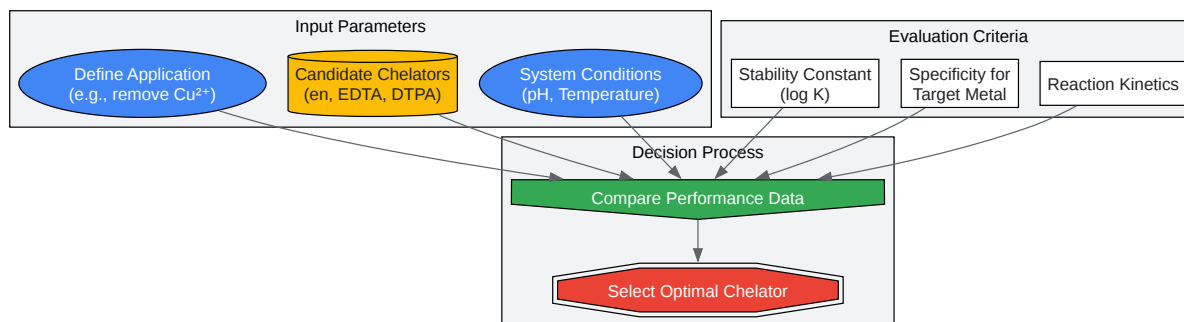 Input Parameters
Define Application
(e.g., remove Cu²⁺)
Candidate Chelators
(en, EDTA, DTPA)
System Conditions
(pH, Temperature)
Evaluation Criteria
Stability Constant
(log K)
Specificity for
Target Metal
Reaction Kinetics
Decision Process
Compare Performance Data
Select Optimal Chelator